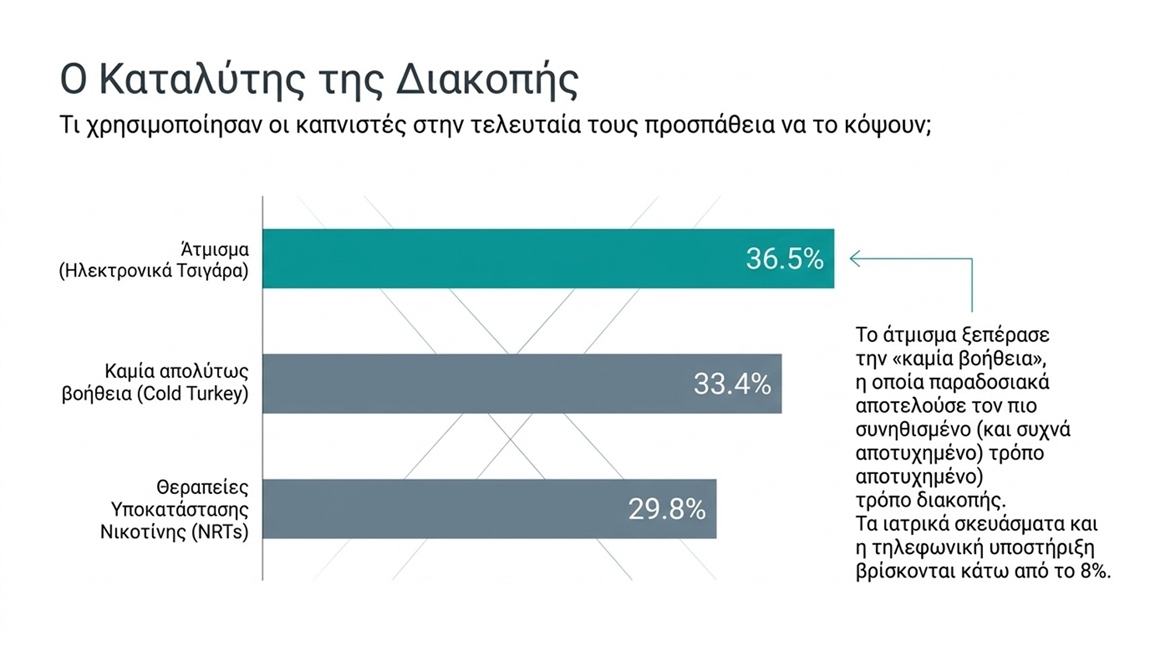 Ο Καταλύτης της Διακοπής
Τι χρησιμοποίησαν οι καπνιστές στην τελευταία τους προσπάθεια να το κόψουν;
Άτμισμα
(Ηλεκτρονικά Τσιγάρα)
36.5%
Καμία απολύτως
βοήθεια (Cold Turkey)
33.4%
Θεραπείες
Υποκατάστασης
Νικοτίνης (NRTs)
29.8%
Το άτμισμα ξεπέρασε
την «καμία βοήθεια»,
η οποία παραδοσιακά
αποτελούσε τον πιο
συνηθισμένο (και συχνά
αποτυχημένο) τρόπο
αποτυχημένο)
τρόπο διακοπής.
Τα ιατρικά σκευάσματα και
η τηλεφωνική υποστήριξη
βρίσκονται κάτω από το 8%.